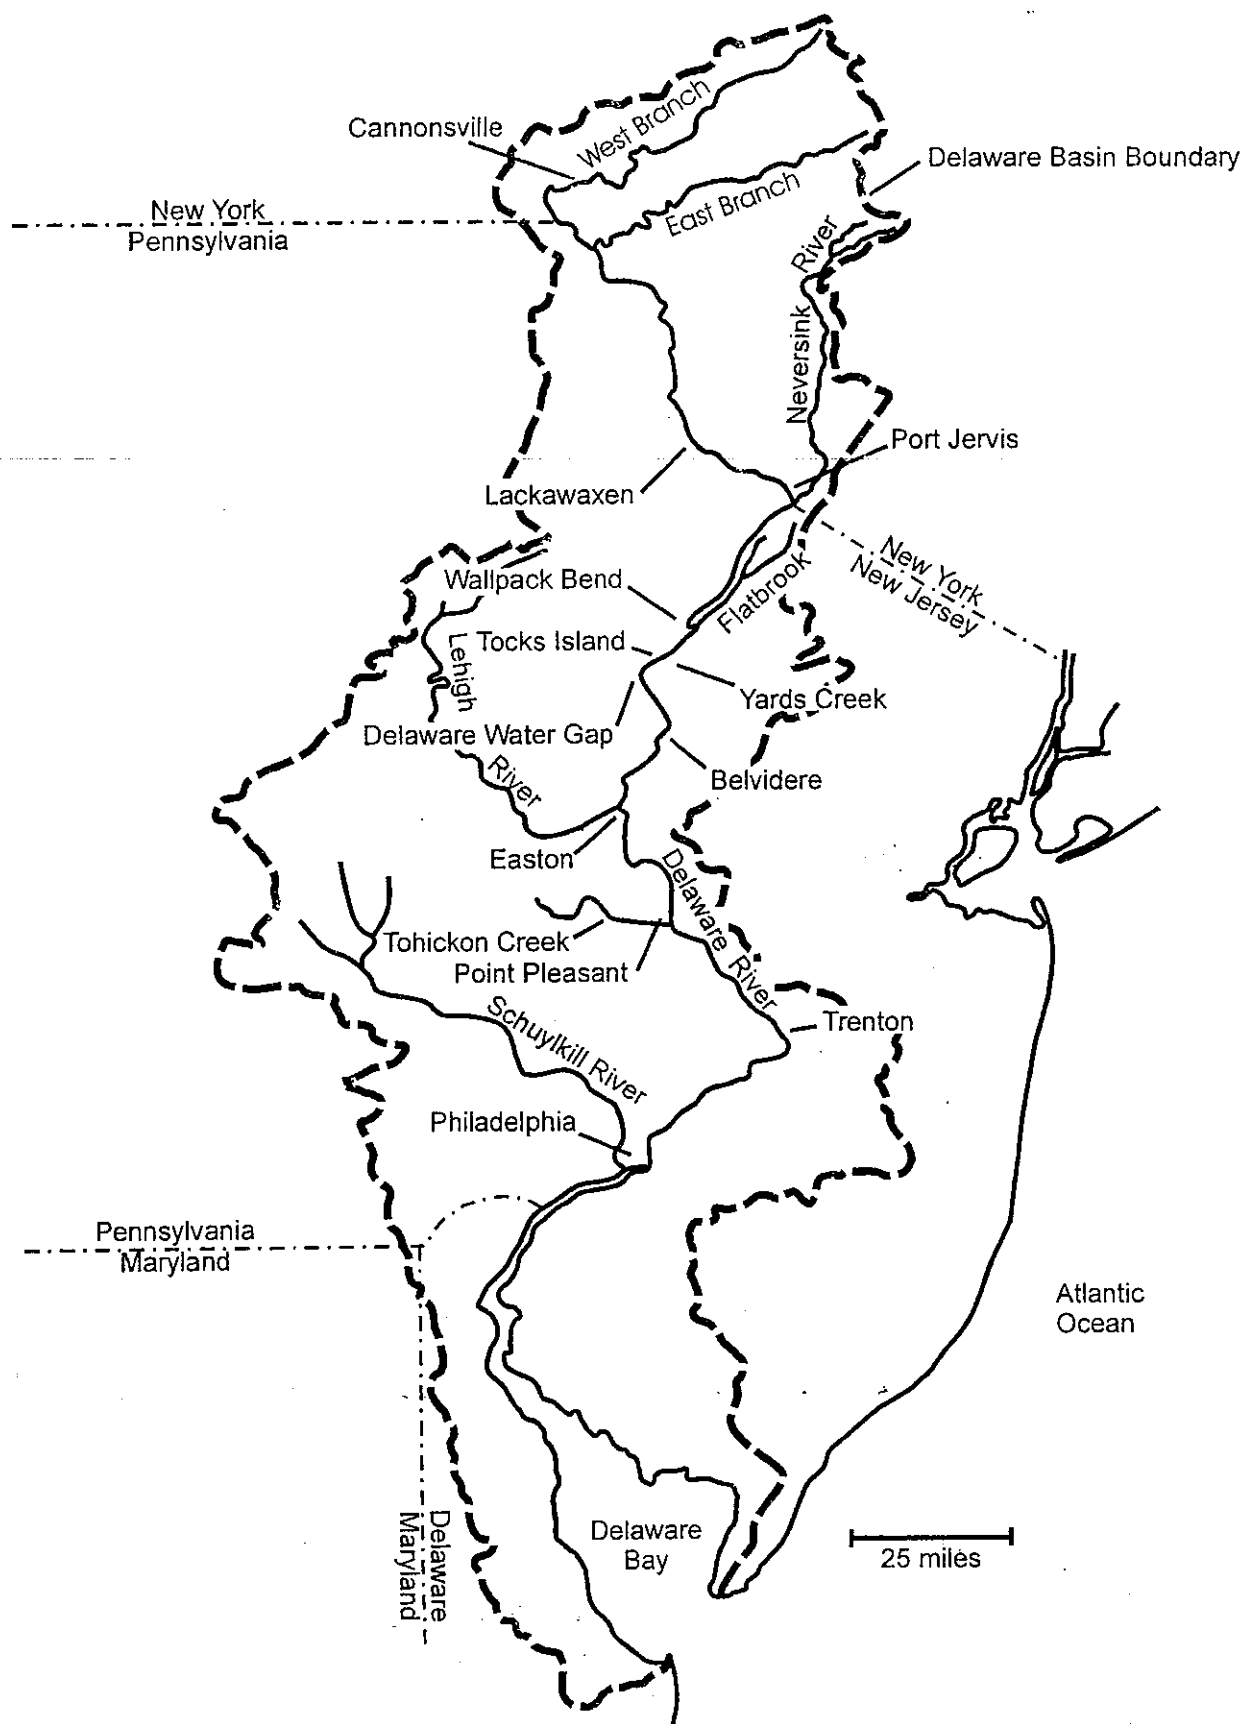 West Branch
Cannonsville
Delaware Basin Boundary
East Branch
New York
Pennsylvania
Neversink River
Port Jervis
Lackawaxen
New York
New Jersey
Wallpack Bend
Flatbrook
Tocks Island
Yards Creek
Lehigh River
Delaware Water Gap
Belvidere
Easton
Delaware River
Tohickon Creek
Point Pleasant
Schuylkill River
Trenton
Philadelphia
Pennsylvania
Maryland
Atlantic
Ocean
Delaware
Maryland
Delaware
Bay
25 miles